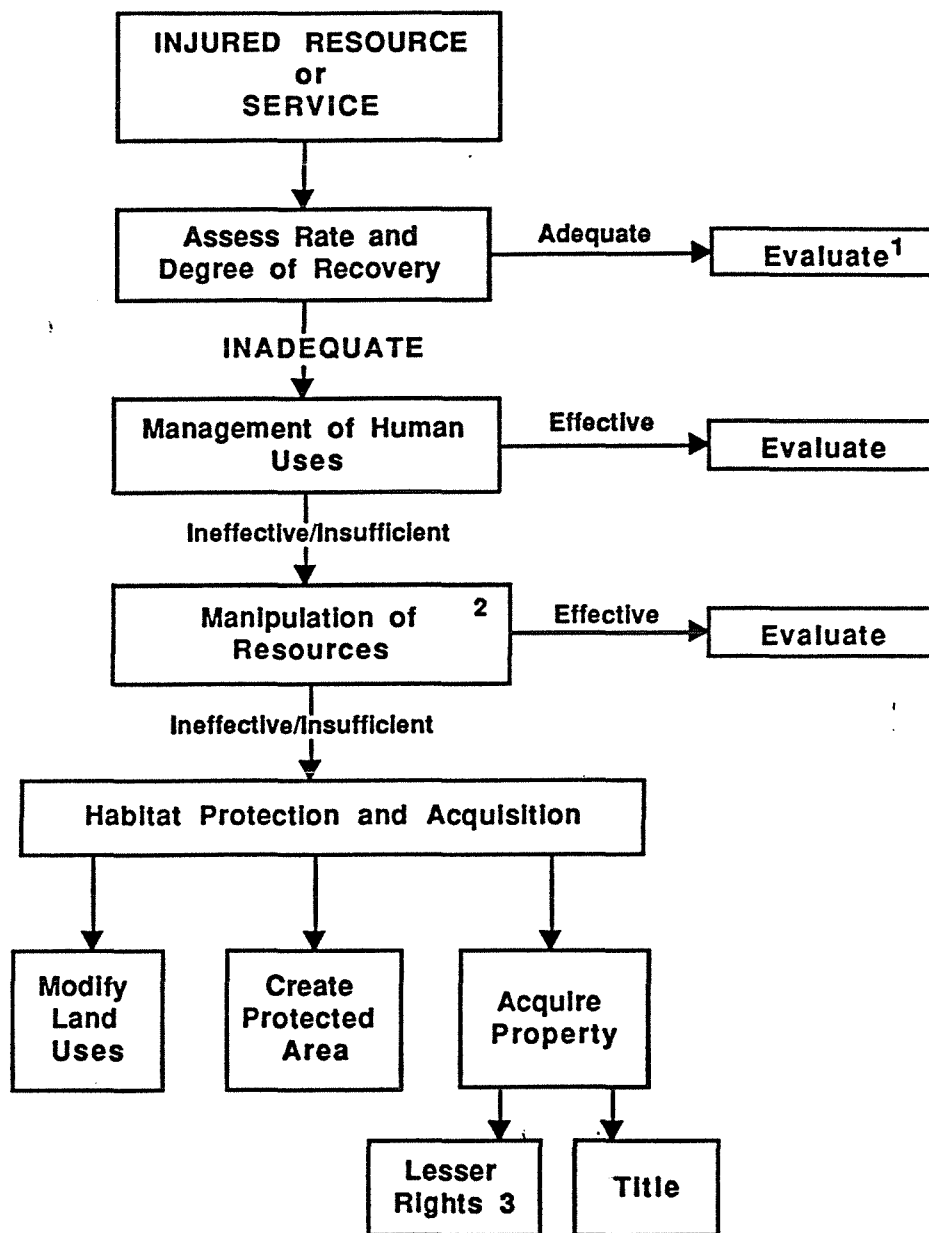 INJURED RESOURCE
or
SERVICE
Assess Rate and
Degree of Recovery
Adequate
Evaluate1
INADEQUATE
Management of Human
Uses
Effective
Evaluate
Ineffective/Insufficient
Manipulation of 2
Resources
Effective
Evaluate
Ineffective/Insufficient
Habitat Protection and Acquisition
Modify
Land
Uses
Create
Protected
Area
Acquire
Property
Lesser
Rights 3
Title